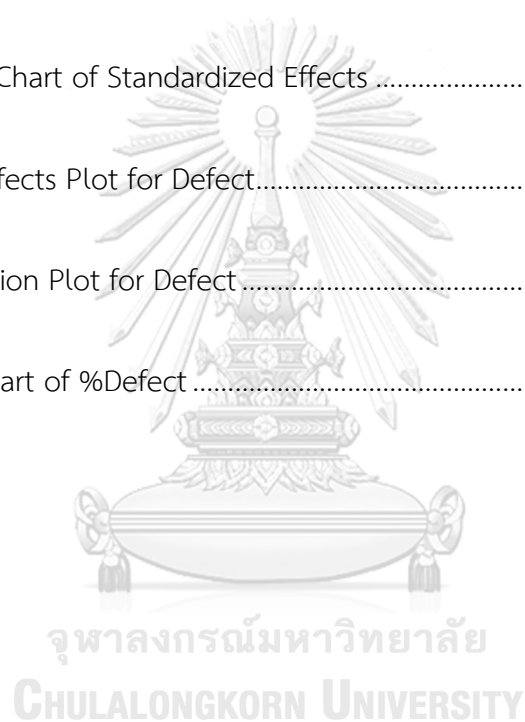 Chart of Standardized Effects ......................
fects Plot for Defect.......................................
ion Plot for Defect ........................................
art of %Defect ...............................................
จุฬาลงกรณ์มหาวิทยาลัย
CHULALONGKORN UNIVERSITY